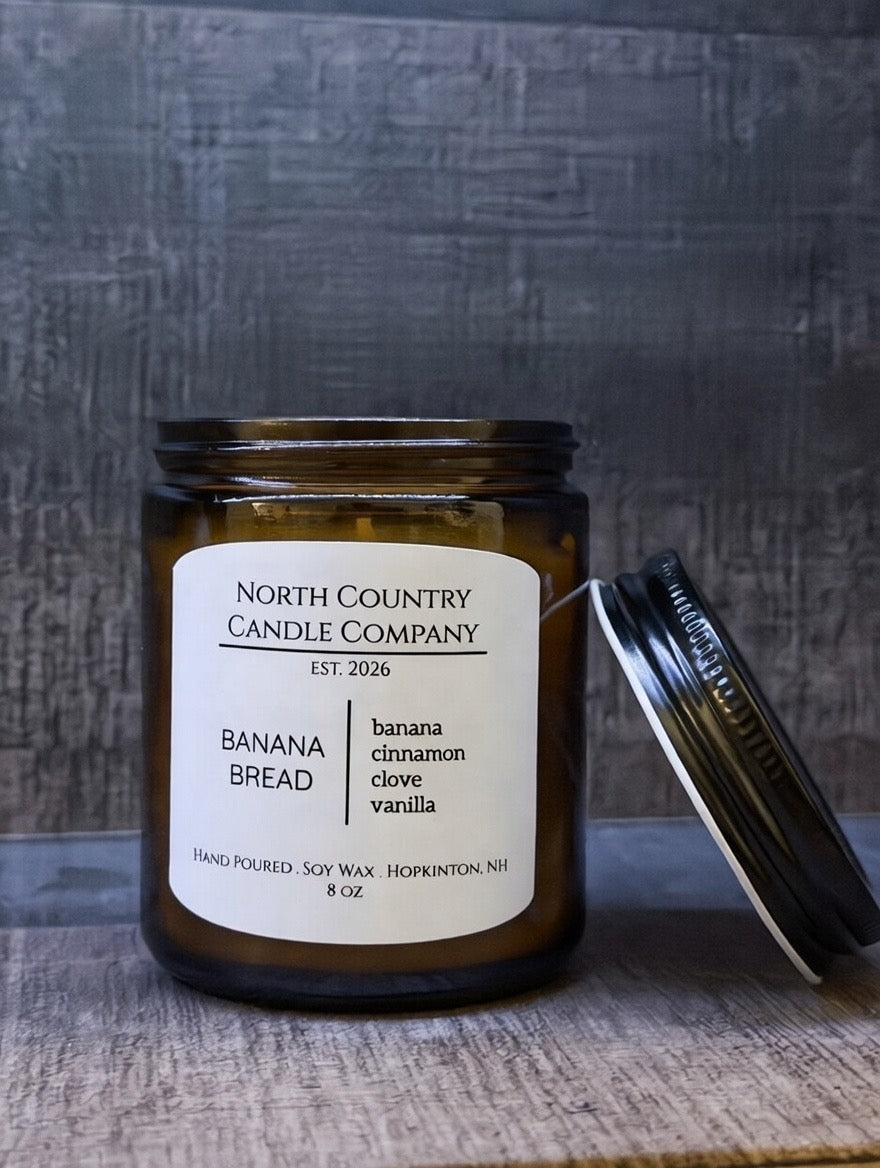 North Country
Candle Company
EST. 2026
BANANA
BREAD
banana
cinnamon
clove
vanilla
Hand Poured . Soy Wax . Hopkinton, NH
8 oz